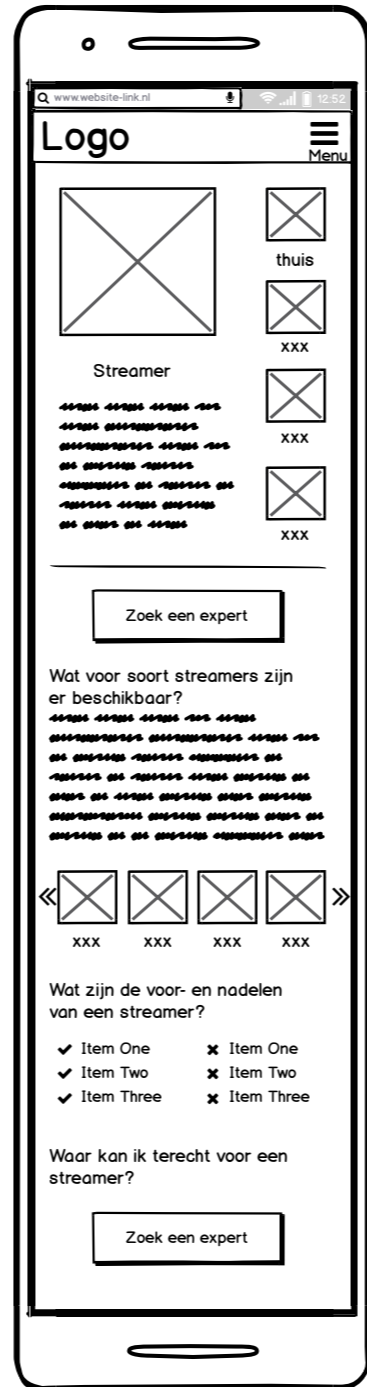 www.website-link.nl
12:52
Logo
Menu
thuis
xxx
xxx
xxx
Streamer
Zoek een expert
Wat voor soort streamers zijn
er beschikbaar?
xxx xxx xxx xxx
Wat zijn de voor- en nadelen
van een streamer?
Item One Item One
Item Two Item Two
Item Three Item Three
Waar kan ik terecht voor een
streamer?
Zoek een expert